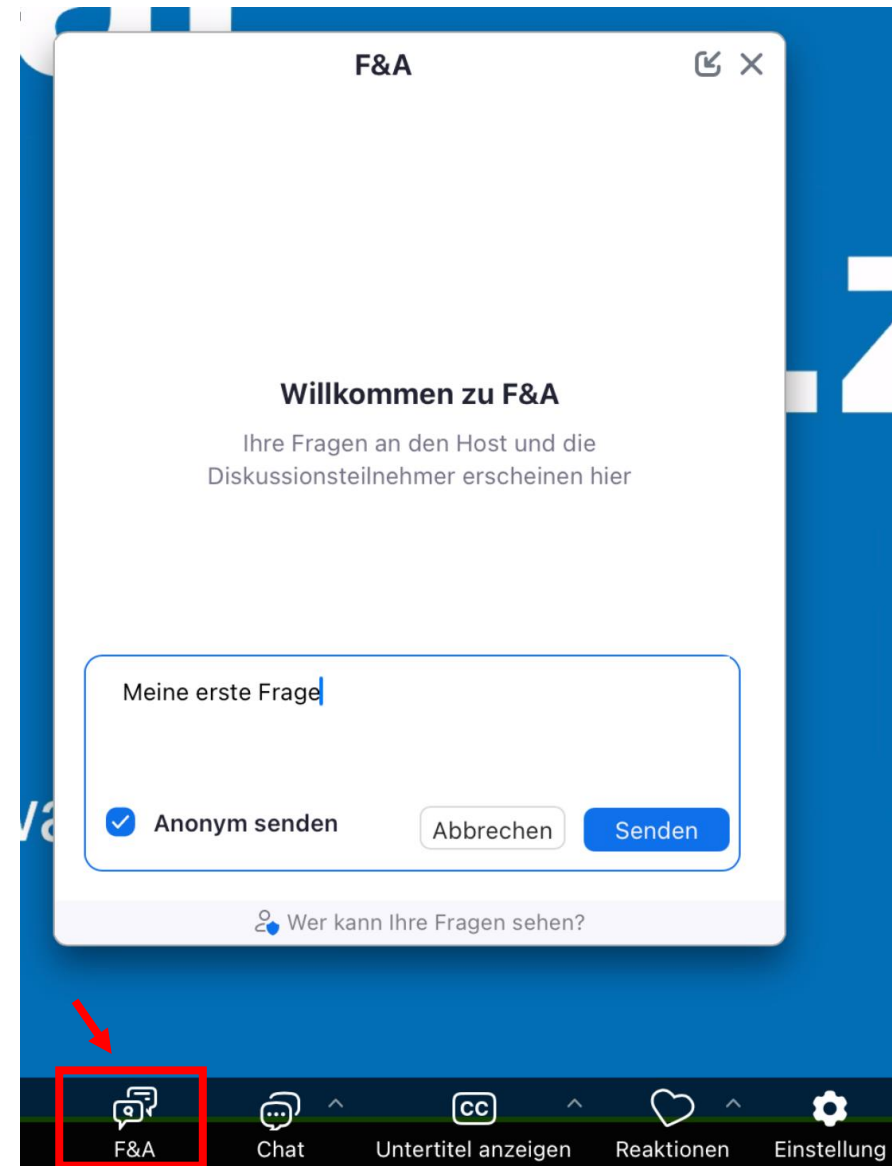 F&A
Willkommen zu F&A
Ihre Fragen an den Host und die
Diskussionsteilnehmer erscheinen hier
Meine erste Frage
Anonym senden
Abbrechen
Senden
Wer kann Ihre Fragen sehen?
F&A
Chat
CC
Untertitel anzeigen
Reaktionen
Einstellung